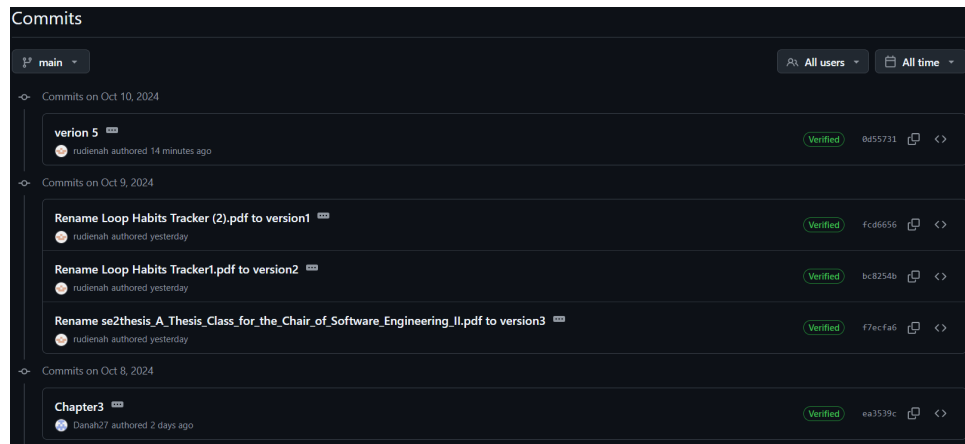 Commits
main
All users
All time
Commits on Oct 10, 2024
verion 5
rudienah authored 14 minutes ago
Verified
0d55731
Commits on Oct 9, 2024
Rename Loop Habits Tracker (2).pdf to version1
rudienah authored yesterday
Verified
fcd6656
Rename Loop Habits Tracker1.pdf to version2
rudienah authored yesterday
Verified
bc8254b
Rename se2thesis_A_Thesis_Class_for_the_Chair_of_Software_Engineering_II.pdf to version3
rudienah authored yesterday
Verified
f7ecfa6
Commits on Oct 8, 2024
Chapter3
Danah27 authored 2 days ago
Verified
ea3539c